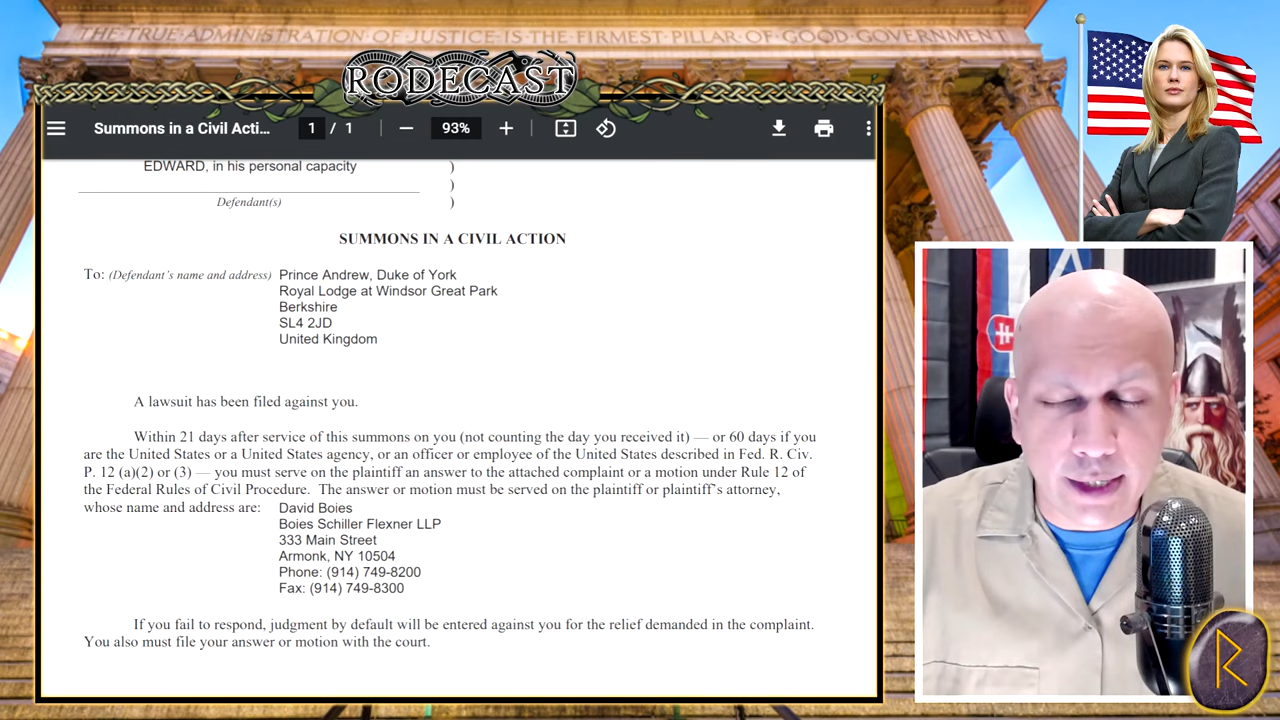 THE TRUE ADMINISTRATION OF JUSTICE IS THE FIRMEST PILLAR OF GOOD GOVERNMENT
RODECAST
Summons in a Civil Acti... 1 / 1 93%
EDWARD, in his personal capacity )
)
Defendant(s) )
SUMMONS IN A CIVIL ACTION
To: (Defendant's name and address) Prince Andrew, Duke of York
Royal Lodge at Windsor Great Park
Berkshire
SL4 2JD
United Kingdom
A lawsuit has been filed against you.
Within 21 days after service of this summons on you (not counting the day you received it) — or 60 days if you
are the United States or a United States agency, or an officer or employee of the United States described in Fed. R. Civ.
P. 12 (a)(2) or (3) — you must serve on the plaintiff an answer to the attached complaint or a motion under Rule 12 of
the Federal Rules of Civil Procedure. The answer or motion must be served on the plaintiff or plaintiff's attorney,
whose name and address are: David Boies
Boies Schiller Flexner LLP
333 Main Street
Armonk, NY 10504
Phone: (914) 749-8200
Fax: (914) 749-8300
If you fail to respond, judgment by default will be entered against you for the relief demanded in the complaint.
You also must file your answer or motion with the court.